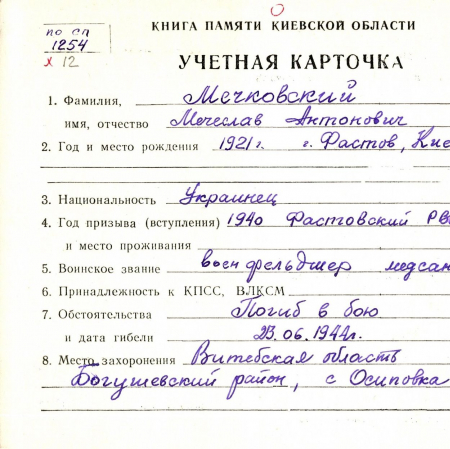 КНИГА ПАМЯТИ КИЕВСКОЙ ОБЛАСТИ
по сп
1254
х 12
УЧЕТНАЯ КАРТОЧКА
1. Фамилия, Мечковский
имя, отчество Мечеслав Антонович
2. Год и место рождения 1921 г. г. Фастов, Кие
3. Национальность Украинец
4. Год призыва (вступления) 1940 Фастовский РВ
и место проживания
5. Воинское звание военфельдшер медсан
6. Принадлежность к КПСС, ВЛКСМ
7. Обстоятельства Погиб в бою
и дата гибели 23.06.1944г.
8. Место захоронения Витебская область
Богушевский район, с Осиповка